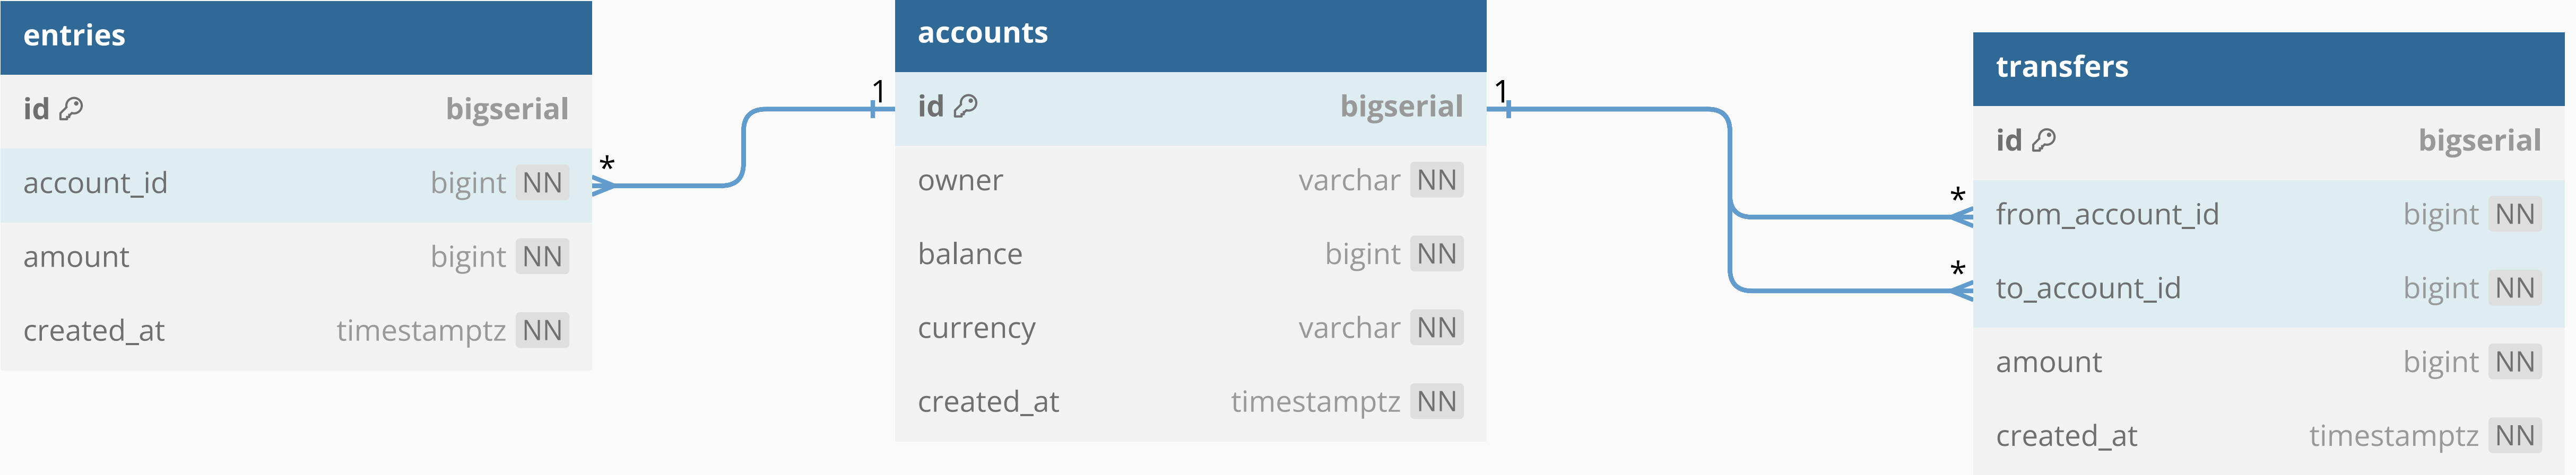 entries
id bigserial
account_id bigint NN
amount bigint NN
created_at timestamptz NN
*
1
accounts
id bigserial
owner varchar NN
balance bigint NN
currency varchar NN
created_at timestamptz NN
1
*
*
transfers
id bigserial
from_account_id bigint NN
to_account_id bigint NN
amount bigint NN
created_at timestamptz NN